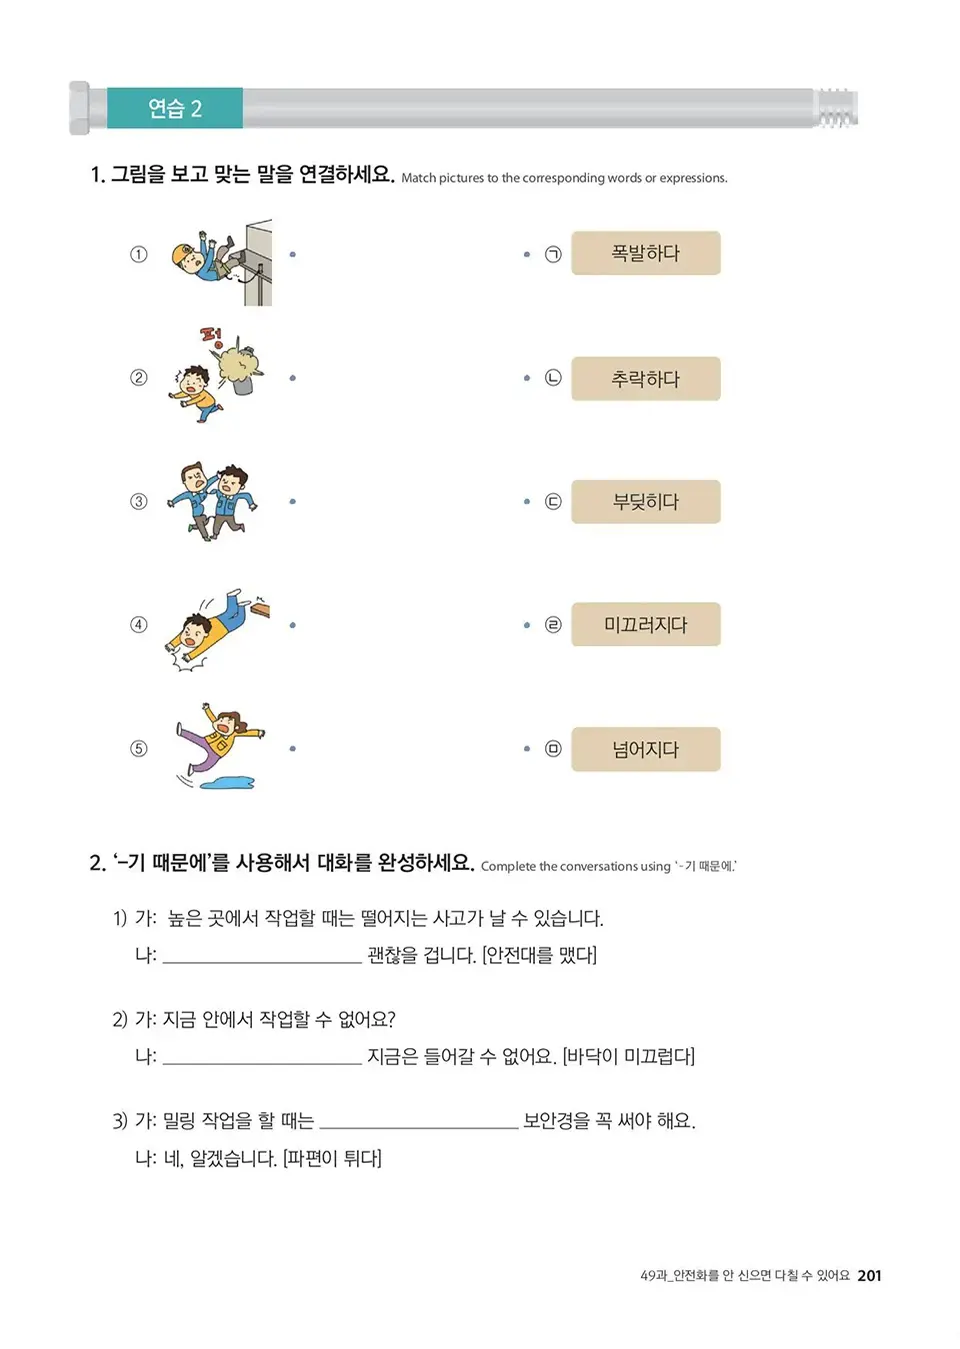 연습 2
1. 그림을 보고 맞는 말을 연결하세요. Match pictures to the corresponding words or expressions.
① ㉠ 폭발하다
펑
② ㉡ 추락하다
③ ㉢ 부딪히다
④ ㉣ 미끄러지다
⑤ ㉤ 넘어지다
2. ‘-기 때문에’를 사용해서 대화를 완성하세요. Complete the conversations using ‘-기 때문에.’
1) 가: 높은 곳에서 작업할 때는 떨어지는 사고가 날 수 있습니다.
나: ____________________ 괜찮을 겁니다. [안전대를 맸다]
2) 가: 지금 안에서 작업할 수 없어요?
나: ____________________ 지금은 들어갈 수 없어요. [바닥이 미끄럽다]
3) 가: 밀링 작업을 할 때는 ____________________ 보안경을 꼭 써야 해요.
나: 네, 알겠습니다. [파편이 튀다]
49과_안전화를 안 신으면 다칠 수 있어요 201